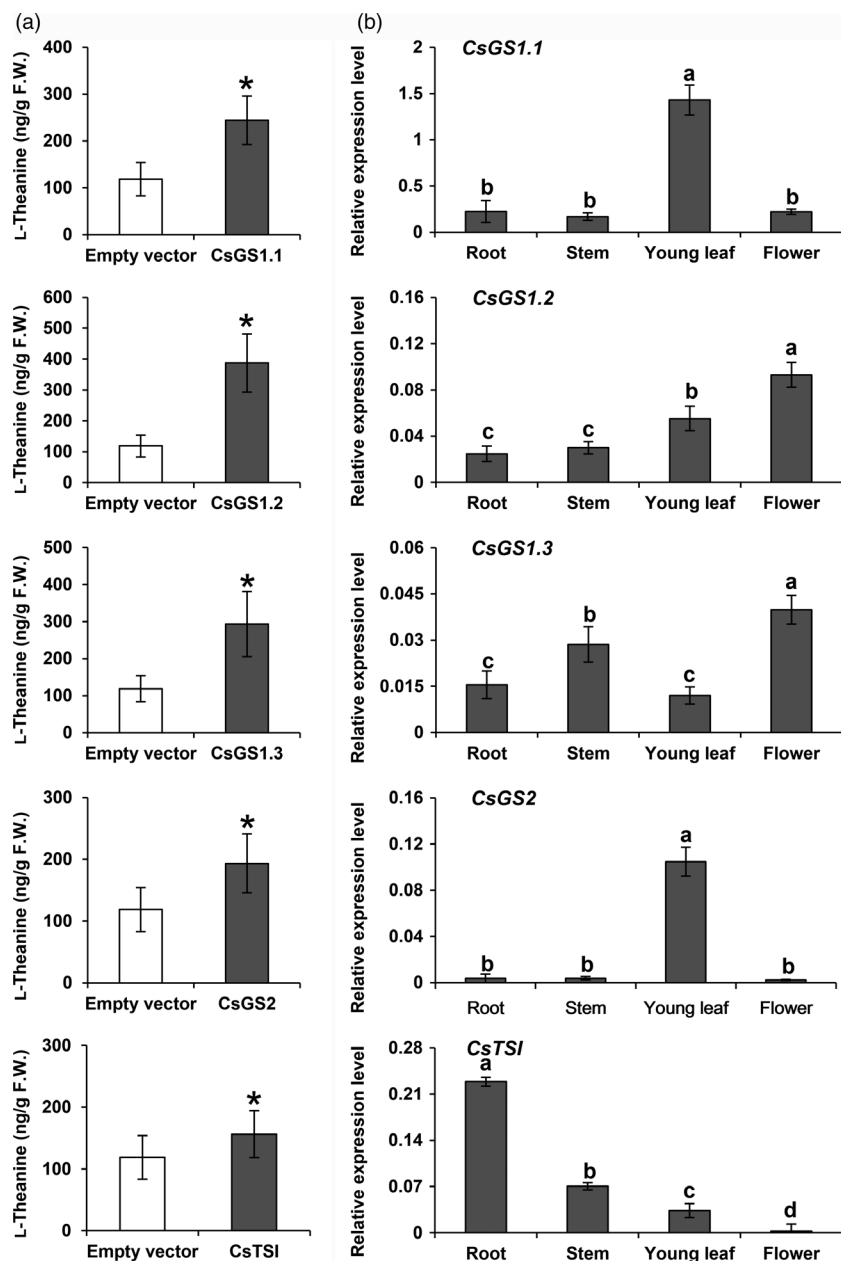 (a)
L-Theanine (ng/g F.W.)
400
300
200
100
0
*
Empty vector CsGS1.1
L-Theanine (ng/g F.W.)
600
500
400
300
200
100
0
*
Empty vector CsGS1.2
L-Theanine (ng/g F.W.)
500
400
300
200
100
0
*
Empty vector CsGS1.3
L-Theanine (ng/g F.W.)
300
200
100
0
*
Empty vector CsGS2
L-Theanine (ng/g F.W.)
300
200
100
0
*
Empty vector CsTSI
(b)
CsGS1.1
Relative expression level
2
1.5
1
0.5
0
b b a b
Root Stem Young leaf Flower
CsGS1.2
Relative expression level
0.16
0.12
0.08
0.04
0
c c b a
Root Stem Young leaf Flower
CsGS1.3
Relative expression level
0.06
0.045
0.03
0.015
0
c b c a
Root Stem Young leaf Flower
CsGS2
Relative expression level
0.16
0.12
0.08
0.04
0
b b a b
Root Stem Young leaf Flower
CsTSI
Relative expression level
0.28
0.21
0.14
0.07
0
a b c d
Root Stem Young leaf Flower